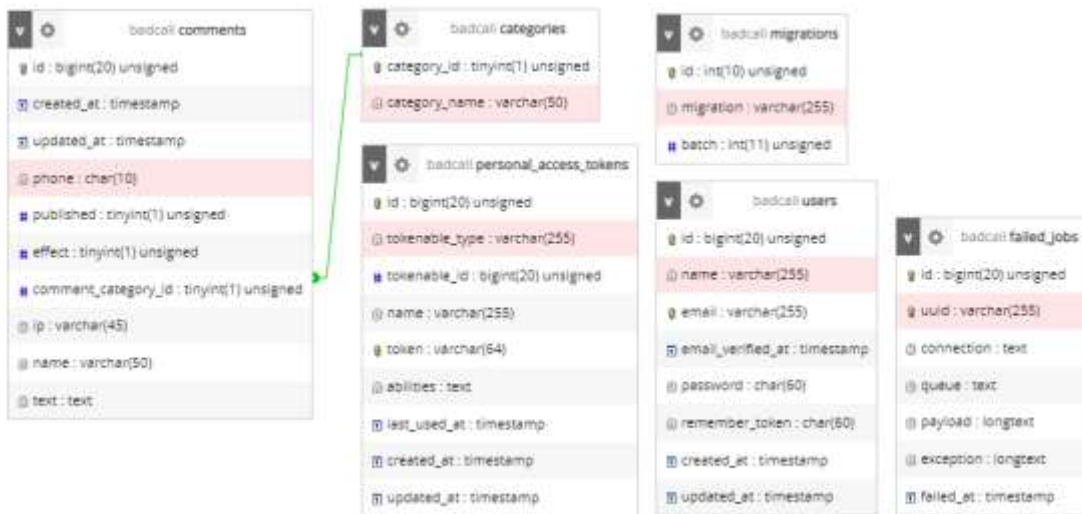 badcall comments
id : bigint(20) unsigned
created_at : timestamp
updated_at : timestamp
phone : char(10)
published : tinyint(1) unsigned
effect : tinyint(1) unsigned
comment_category_id : tinyint(1) unsigned
ip : varchar(45)
name : varchar(50)
text : text
badcall categories
category_id : tinyint(1) unsigned
category_name : varchar(50)
badcall personal_access_tokens
id : bigint(20) unsigned
tokenable_type : varchar(255)
tokenable_id : bigint(20) unsigned
name : varchar(255)
token : varchar(64)
abilities : text
last_used_at : timestamp
created_at : timestamp
updated_at : timestamp
badcall migrations
id : int(10) unsigned
migration : varchar(255)
batch : int(11) unsigned
badcall users
id : bigint(20) unsigned
name : varchar(255)
email : varchar(255)
email_verified_at : timestamp
password : char(60)
remember_token : char(60)
created_at : timestamp
updated_at : timestamp
badcall failed_jobs
id : bigint(20) unsigned
uuid : varchar(255)
connection : text
queue : text
payload : longtext
exception : longtext
failed_at : timestamp